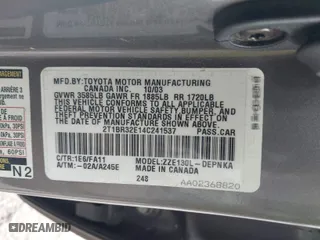 MFD. BY: TOYOTA MOTOR MANUFACTURING
CANADA INC. 10/03
GVWR 3585LB GAWR FR 1885LB RR 1720LB
THIS VEHICLE CONFORMS TO ALL APPLICABLE
FEDERAL MOTOR VEHICLE SAFETY, BUMPER,
AND THEFT PREVENTION STANDARDS IN EFFECT
ON THE DATE OF MANUFACTURE SHOWN ABOVE.
2T1BR32E14C241537 PASS.CAR
C/TR:1E6/FA11 MODEL:ZZE130L-DEPNKA
A/TM:-02A/A245E MADE IN CANADA
248
AA02368820
60PSI
N 2